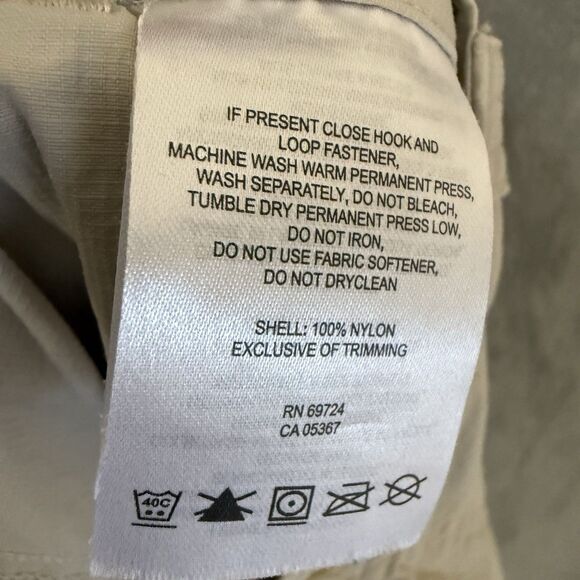 IF PRESENT CLOSE HOOK AND
LOOP FASTENER,
MACHINE WASH WARM PERMANENT PRESS,
WASH SEPARATELY, DO NOT BLEACH,
TUMBLE DRY PERMANENT PRESS LOW,
DO NOT IRON,
DO NOT USE FABRIC SOFTENER,
DO NOT DRYCLEAN
SHELL: 100% NYLON
EXCLUSIVE OF TRIMMING
RN 69724
CA 05367
40C